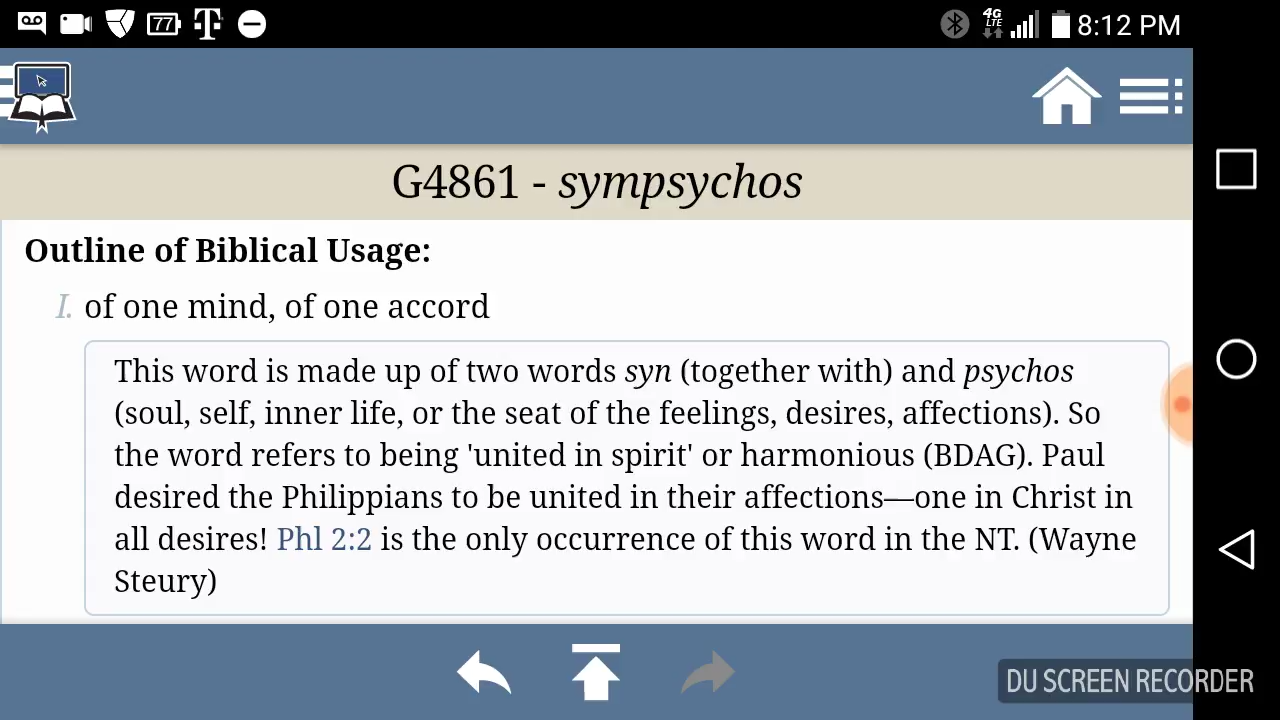 77 4G LTE 8:12 PM
G4861 - sympsychos
Outline of Biblical Usage:
I. of one mind, of one accord
This word is made up of two words syn (together with) and psychos
(soul, self, inner life, or the seat of the feelings, desires, affections). So
the word refers to being 'united in spirit' or harmonious (BDAG). Paul
desired the Philippians to be united in their affections—one in Christ in
all desires! Phl 2:2 is the only occurrence of this word in the NT. (Wayne
Steury)
DU SCREEN RECORDER